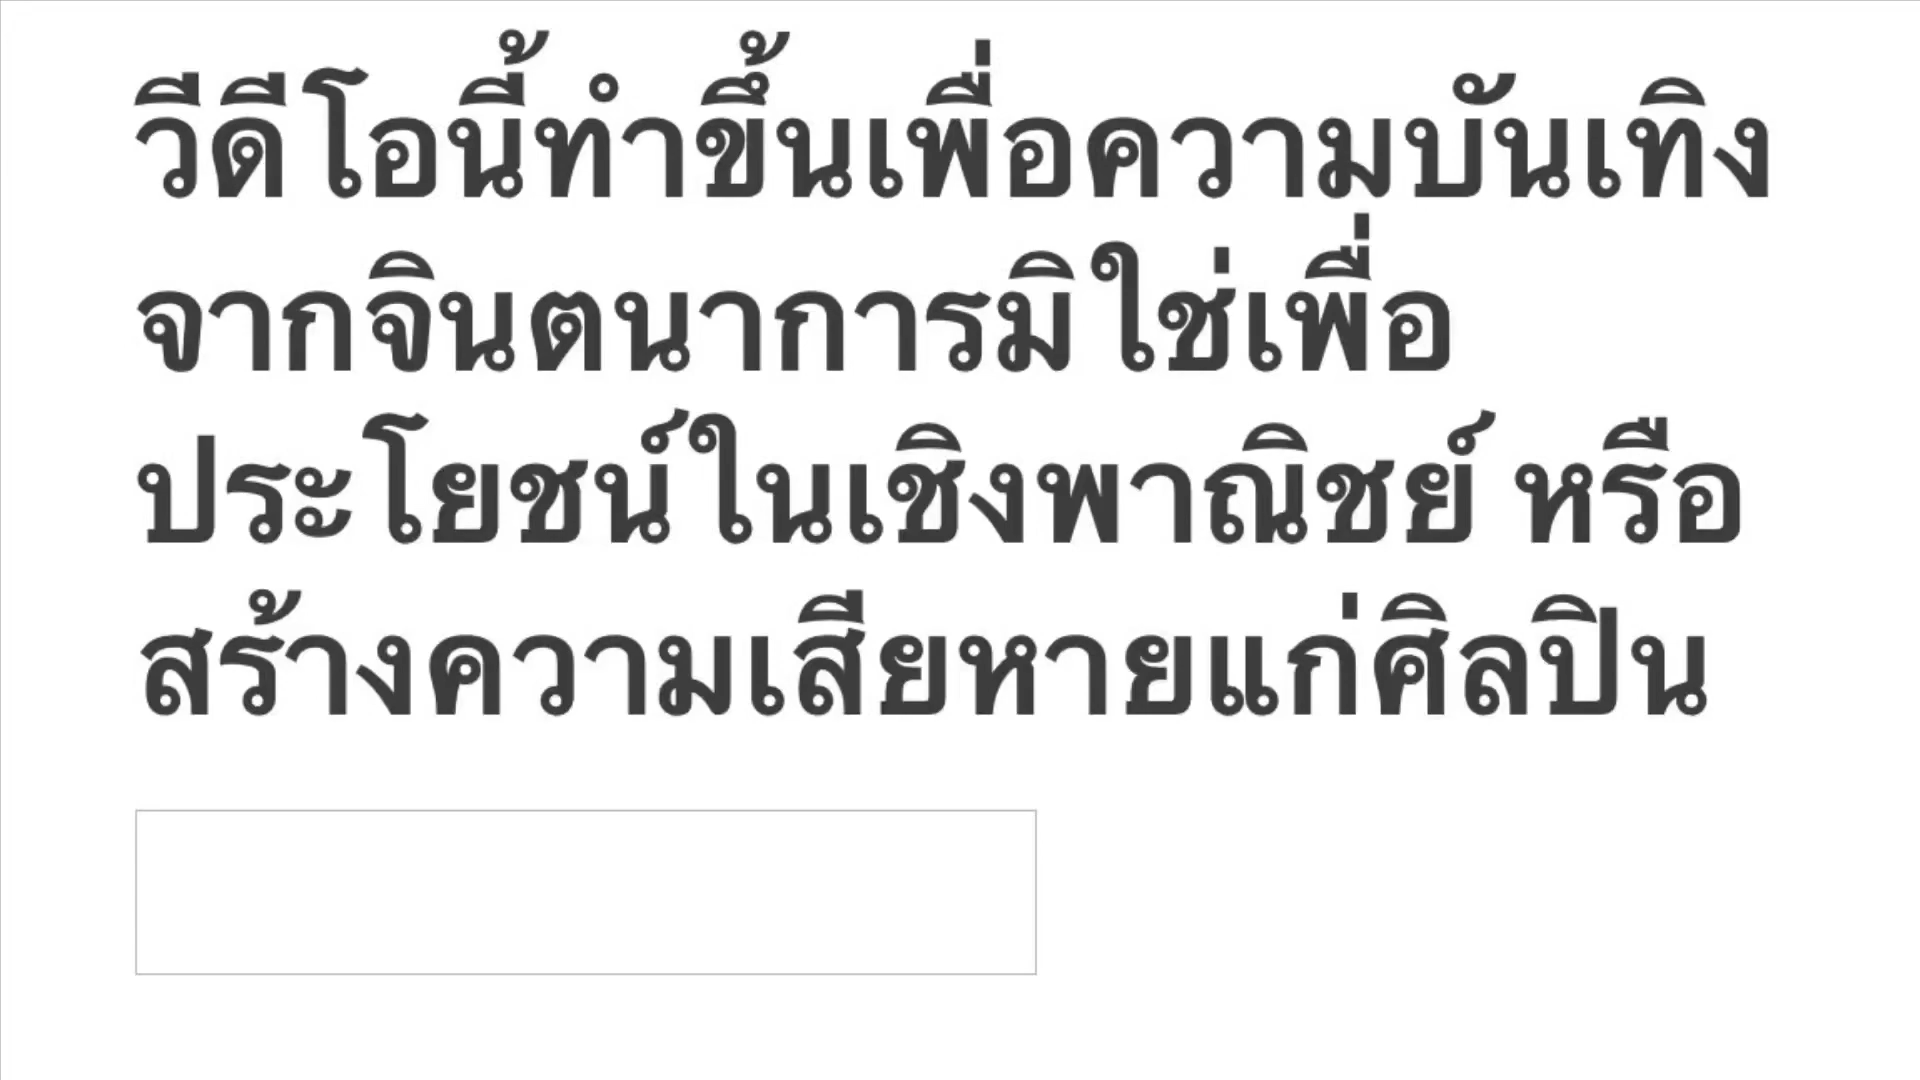 วีดีโอนี้ทำขึ้นเพื่อความบันเทิง
จากจินตนาการมิใช่เพื่อ
ประโยชน์ในเชิงพาณิชย์ หรือ
สร้างความเสียหายแก่ศิลปิน